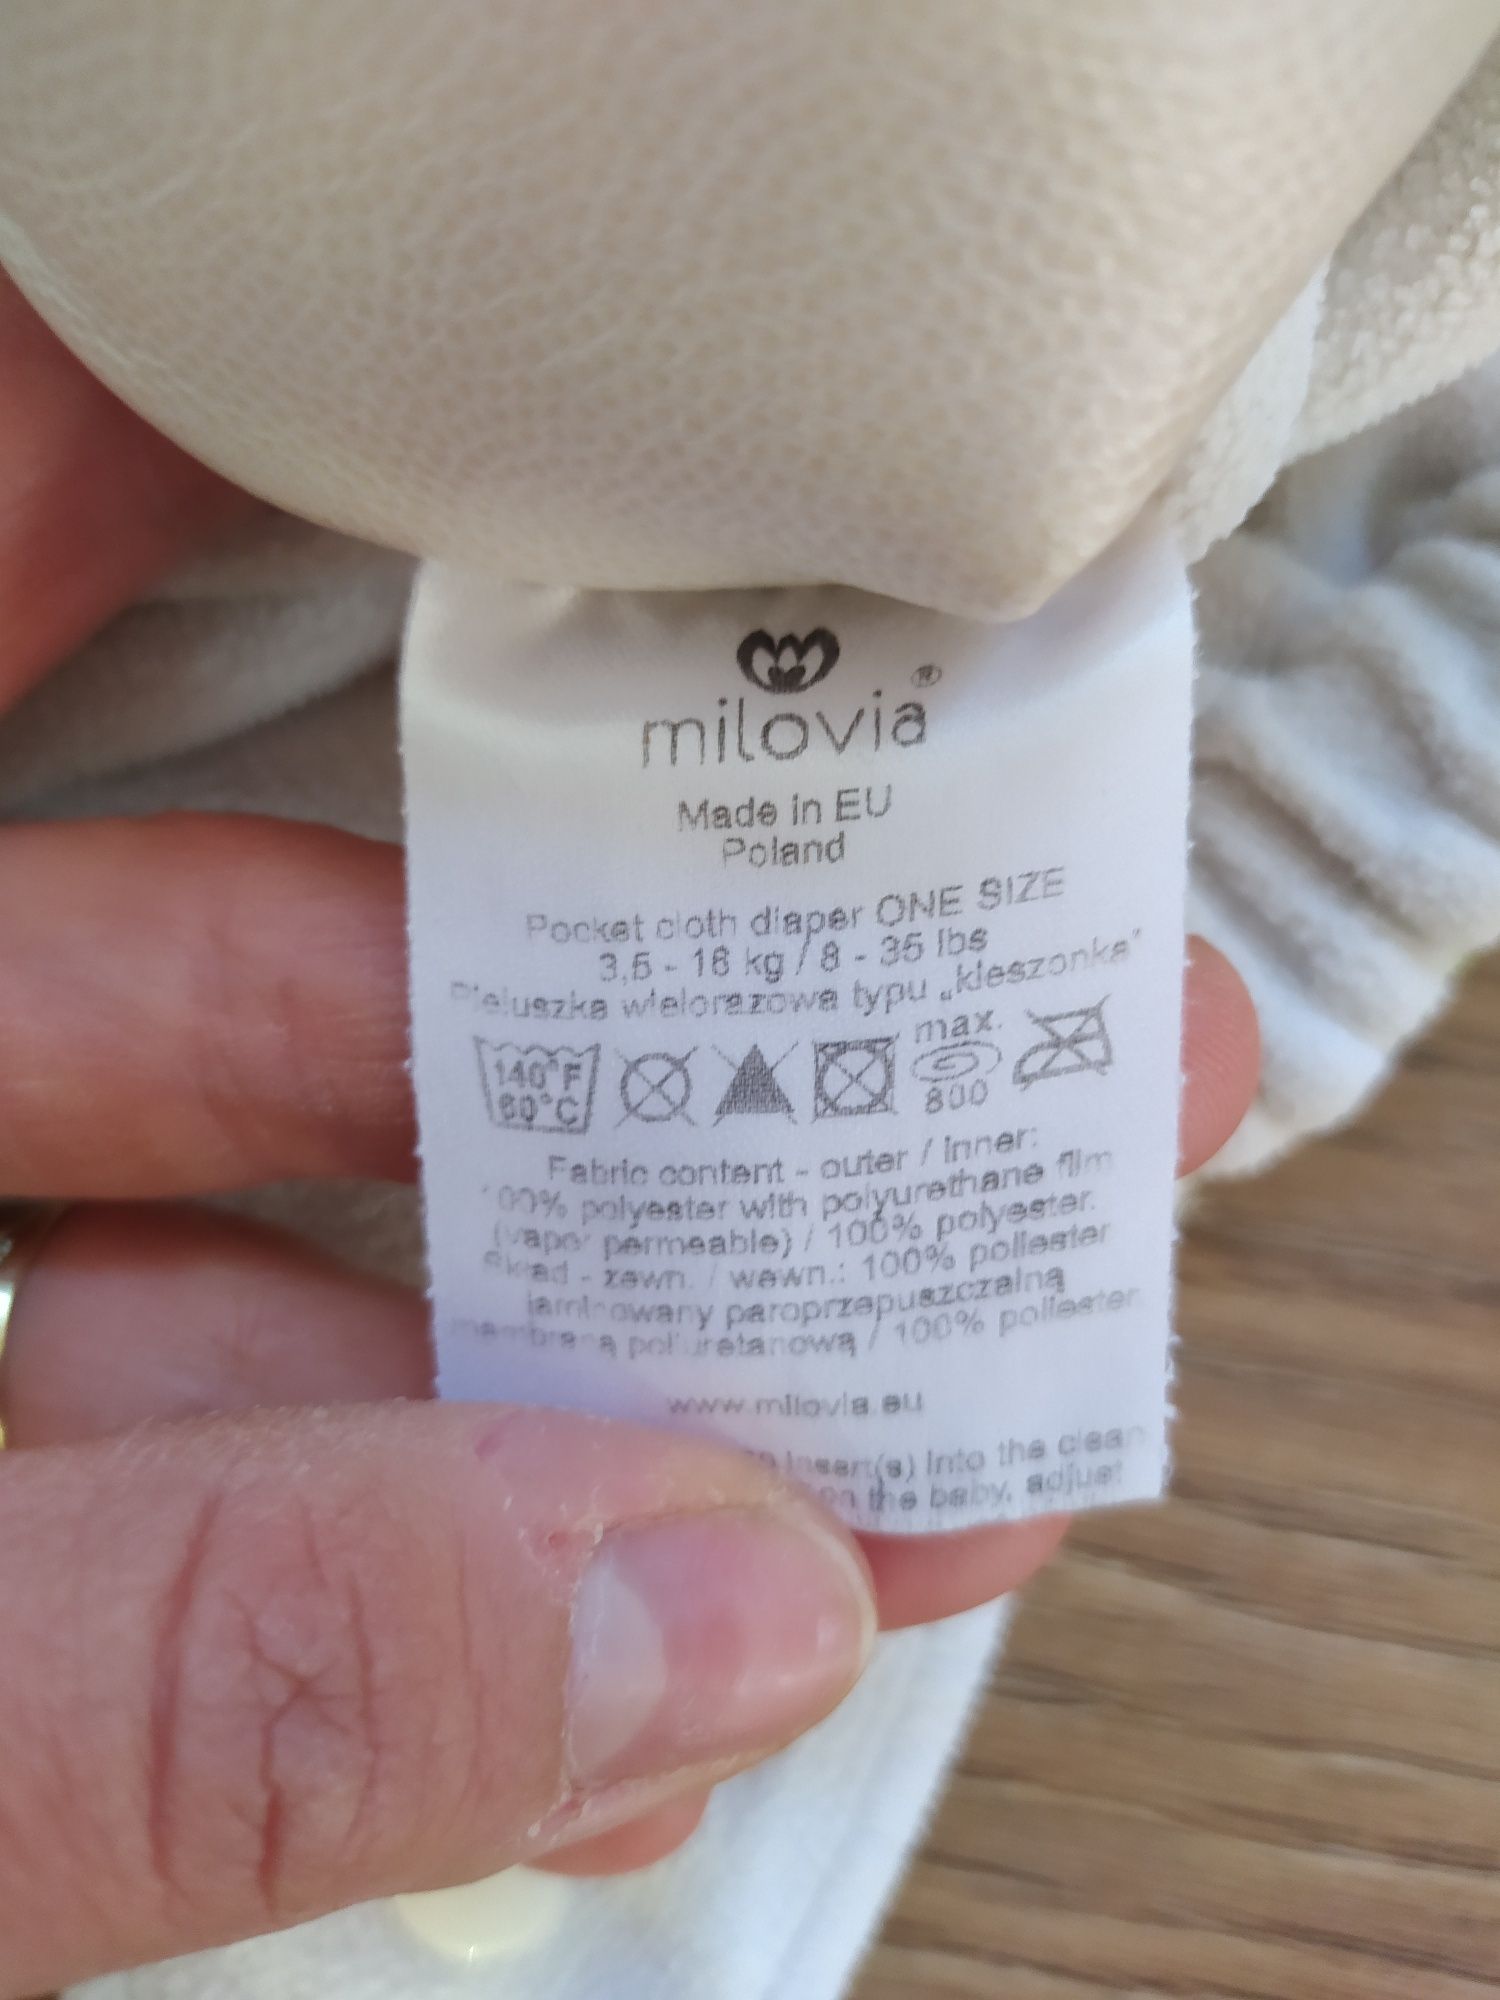 milovia®
Made in EU
Poland
Pocket cloth diaper ONE SIZE
3,5 - 16 kg / 8 - 35 lbs
Pieluszka wielorazowa typu „kieszonka"
140°F
60°C
max.
800
Fabric content - outer / inner:
100% polyester with polyurethane film
(vapor permeable) / 100% polyester.
Skład - zewn. / wewn.: 100% poliester
laminowany paroprzepuszczalną
membraną poliuretanową / 100% poliester.
www.milovia.eu
insert(s) into the clean
on the baby, adjust